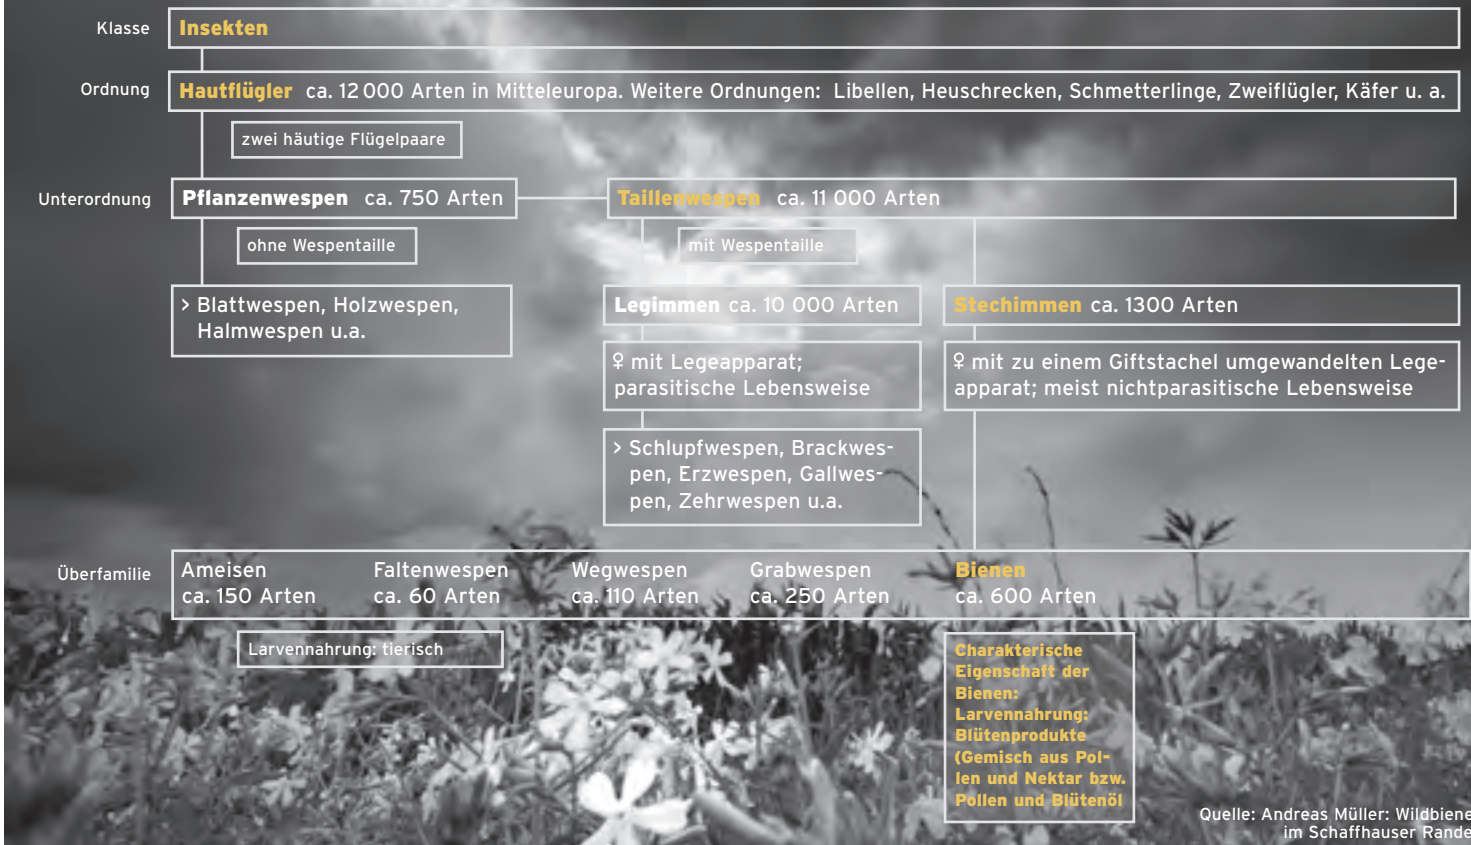 Klasse
Insekten
Ordnung
Hautflügler ca. 12 000 Arten in Mitteleuropa. Weitere Ordnungen: Libellen, Heuschrecken, Schmetterlinge, Zweiflügler, Käfer u. a.
zwei häutige Flügelpaare
Unterordnung
Pflanzenwespen ca. 750 Arten
Taillenwespen ca. 11 000 Arten
ohne Wespentaille
mit Wespentaille
> Blattwespen, Holzwespen,
Halmwespen u.a.
Legimmen ca. 10 000 Arten
Stechimmen ca. 1300 Arten
♀ mit Legeapparat;
parasitische Lebensweise
♀ mit zu einem Giftstachel umgewandelten Lege-
apparat; meist nichtparasitische Lebensweise
> Schlupfwespen, Brackwes-
pen, Erzwespen, Gallwes-
pen, Zehrwespen u.a.
Überfamilie
Ameisen
ca. 150 Arten
Faltenwespen
ca. 60 Arten
Wegwespen
ca. 110 Arten
Grabwespen
ca. 250 Arten
Bienen
ca. 600 Arten
Larvennahrung: tierisch
Charakterische
Eigenschaft der
Bienen:
Larvennahrung:
Blütenprodukte
(Gemisch aus Pol-
len und Nektar bzw.
Pollen und Blütenöl
Quelle: Andreas Müller: Wildbiene
im Schaffhauser Rande